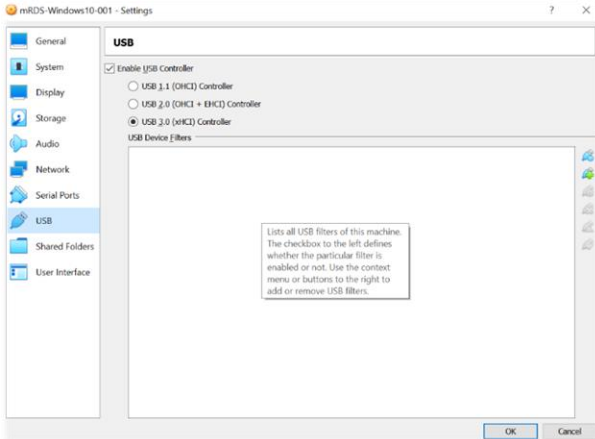 mRDS-Windows10-001 - Settings
? ×
General
System
Display
Storage
Audio
Network
Serial Ports
USB
Shared Folders
User Interface
USB
Enable USB Controller
USB 1.1 (OHCI) Controller
USB 2.0 (OHCI + EHCI) Controller
USB 3.0 (xHCI) Controller
USB Device Filters
Lists all USB filters of this machine.
The checkbox to the left defines
whether the particular filter is
enabled or not. Use the context
menu or buttons to the right to
add or remove USB filters.
OK
Cancel